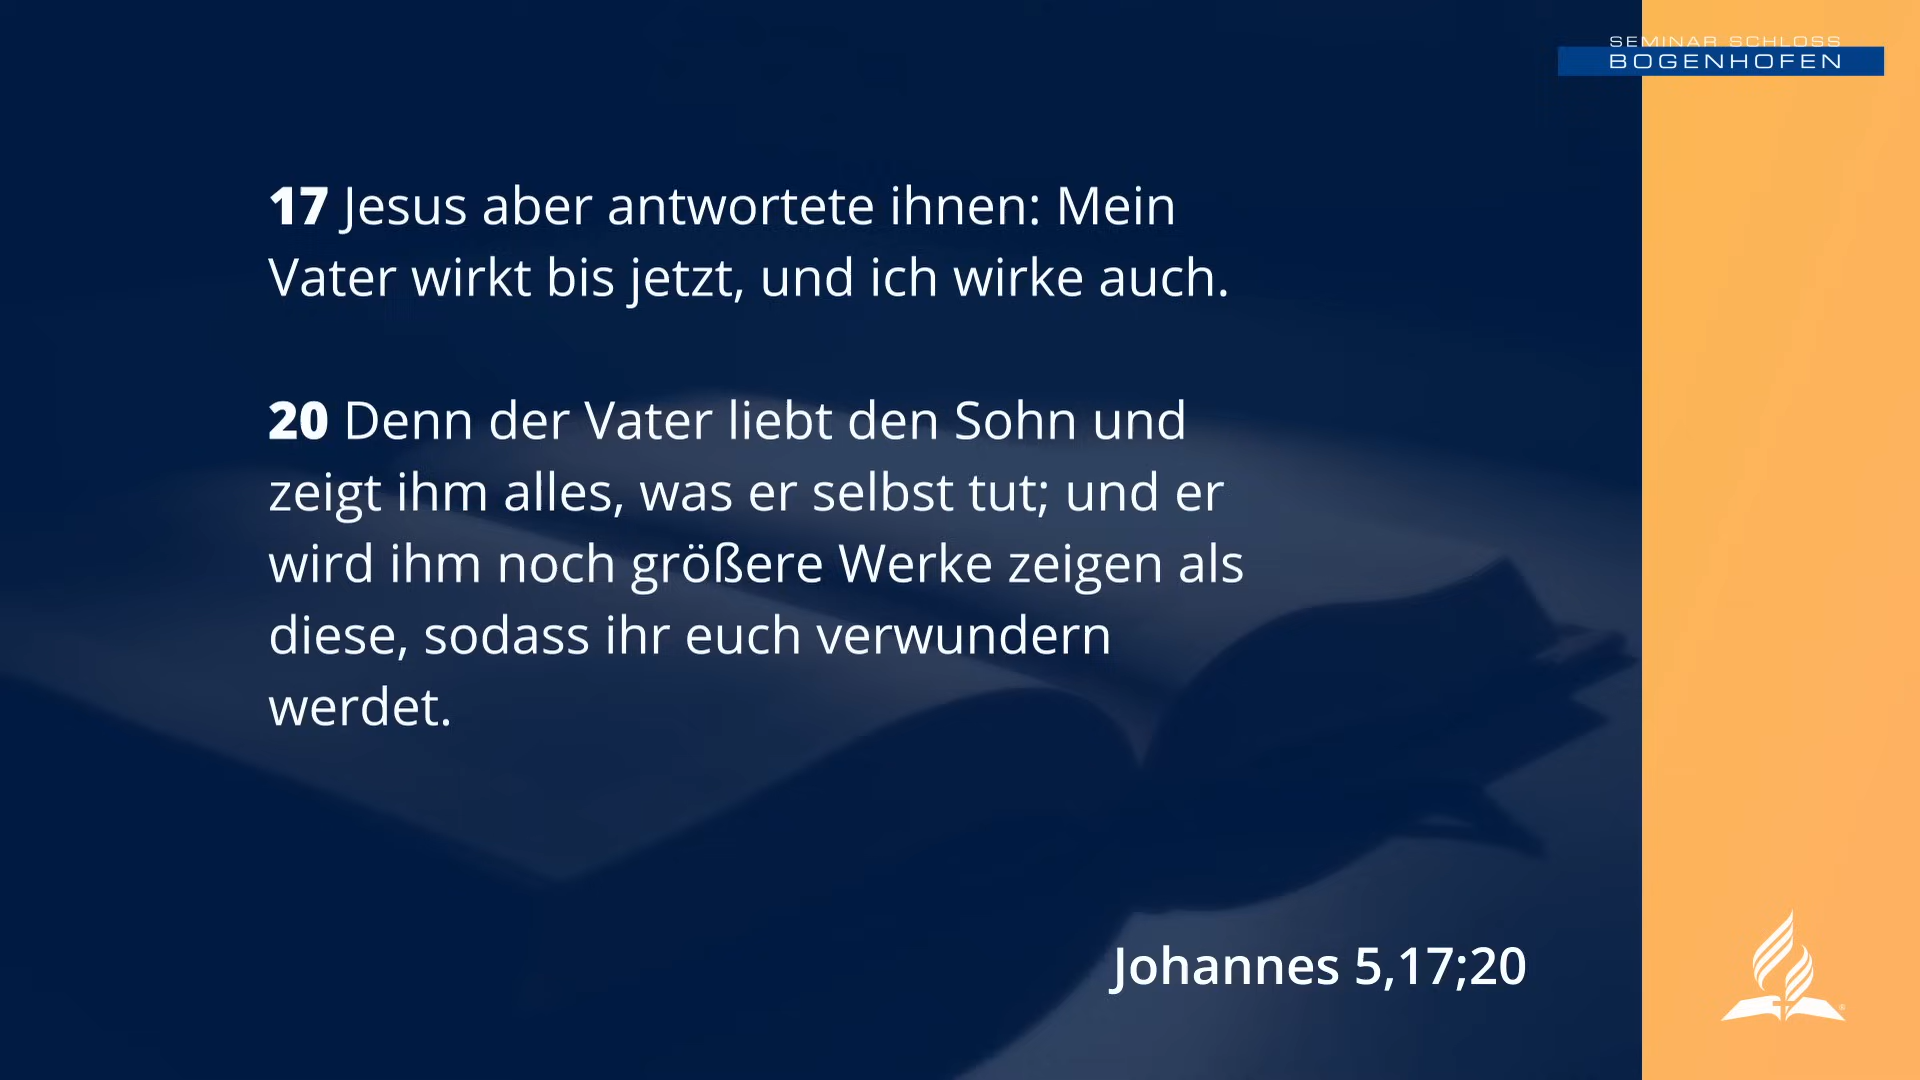 SEMINAR SCHLOSS
BOGENHOFEN
17 Jesus aber antwortete ihnen: Mein
Vater wirkt bis jetzt, und ich wirke auch.
20 Denn der Vater liebt den Sohn und
zeigt ihm alles, was er selbst tut; und er
wird ihm noch größere Werke zeigen als
diese, sodass ihr euch verwundern
werdet.
Johannes 5,17;20